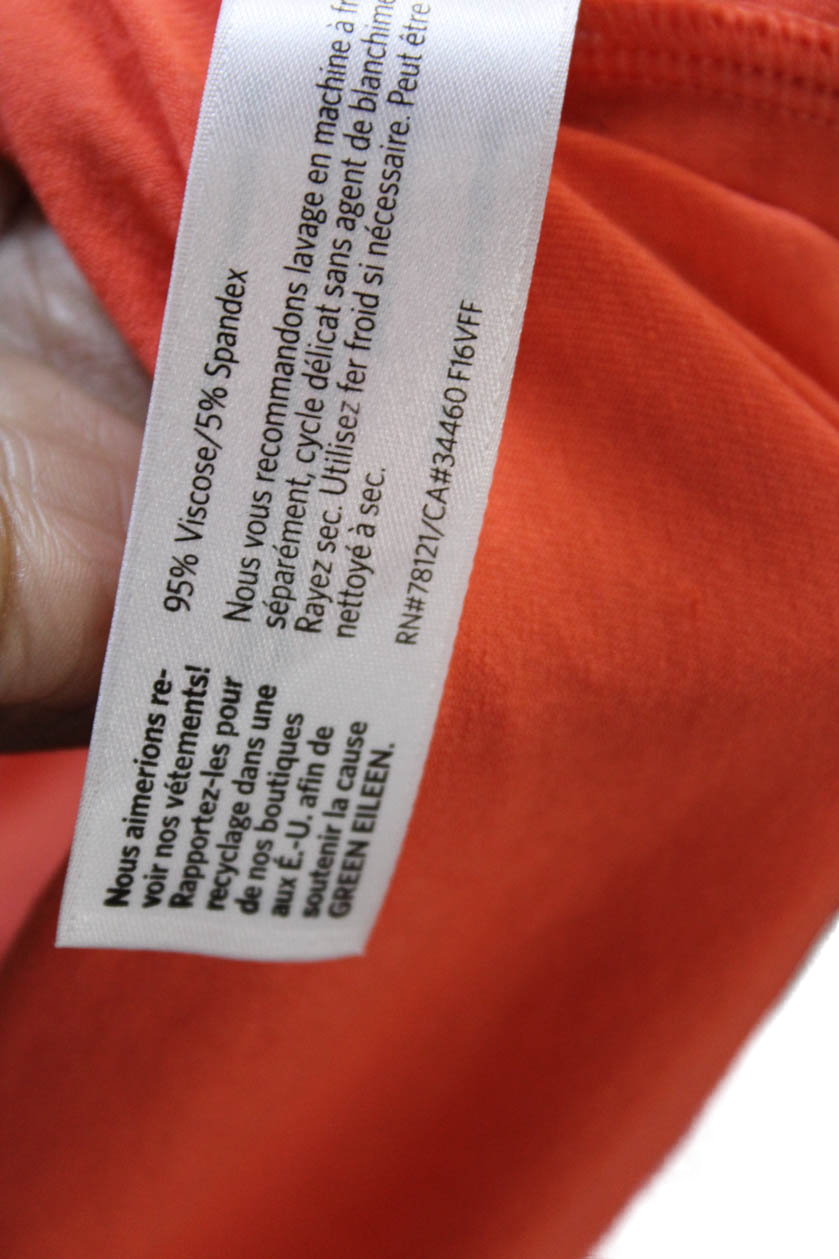 95% Viscose/5% Spandex
Nous vous recommandons lavage en machine à
séparément, cycle délicat sans agent de
Rayez sec. Utilisez fer froid si nécessaire. Peut être
nettoyé à sec.
RN#78121/CA#34460 F16VFF
Nous aimerions re-
voir nos vétements!
Rapportez-les pour
recyclage dans une
de nos boutiques
aux É.-U. afin de
soutenir la cause
GREEN EILEEN.